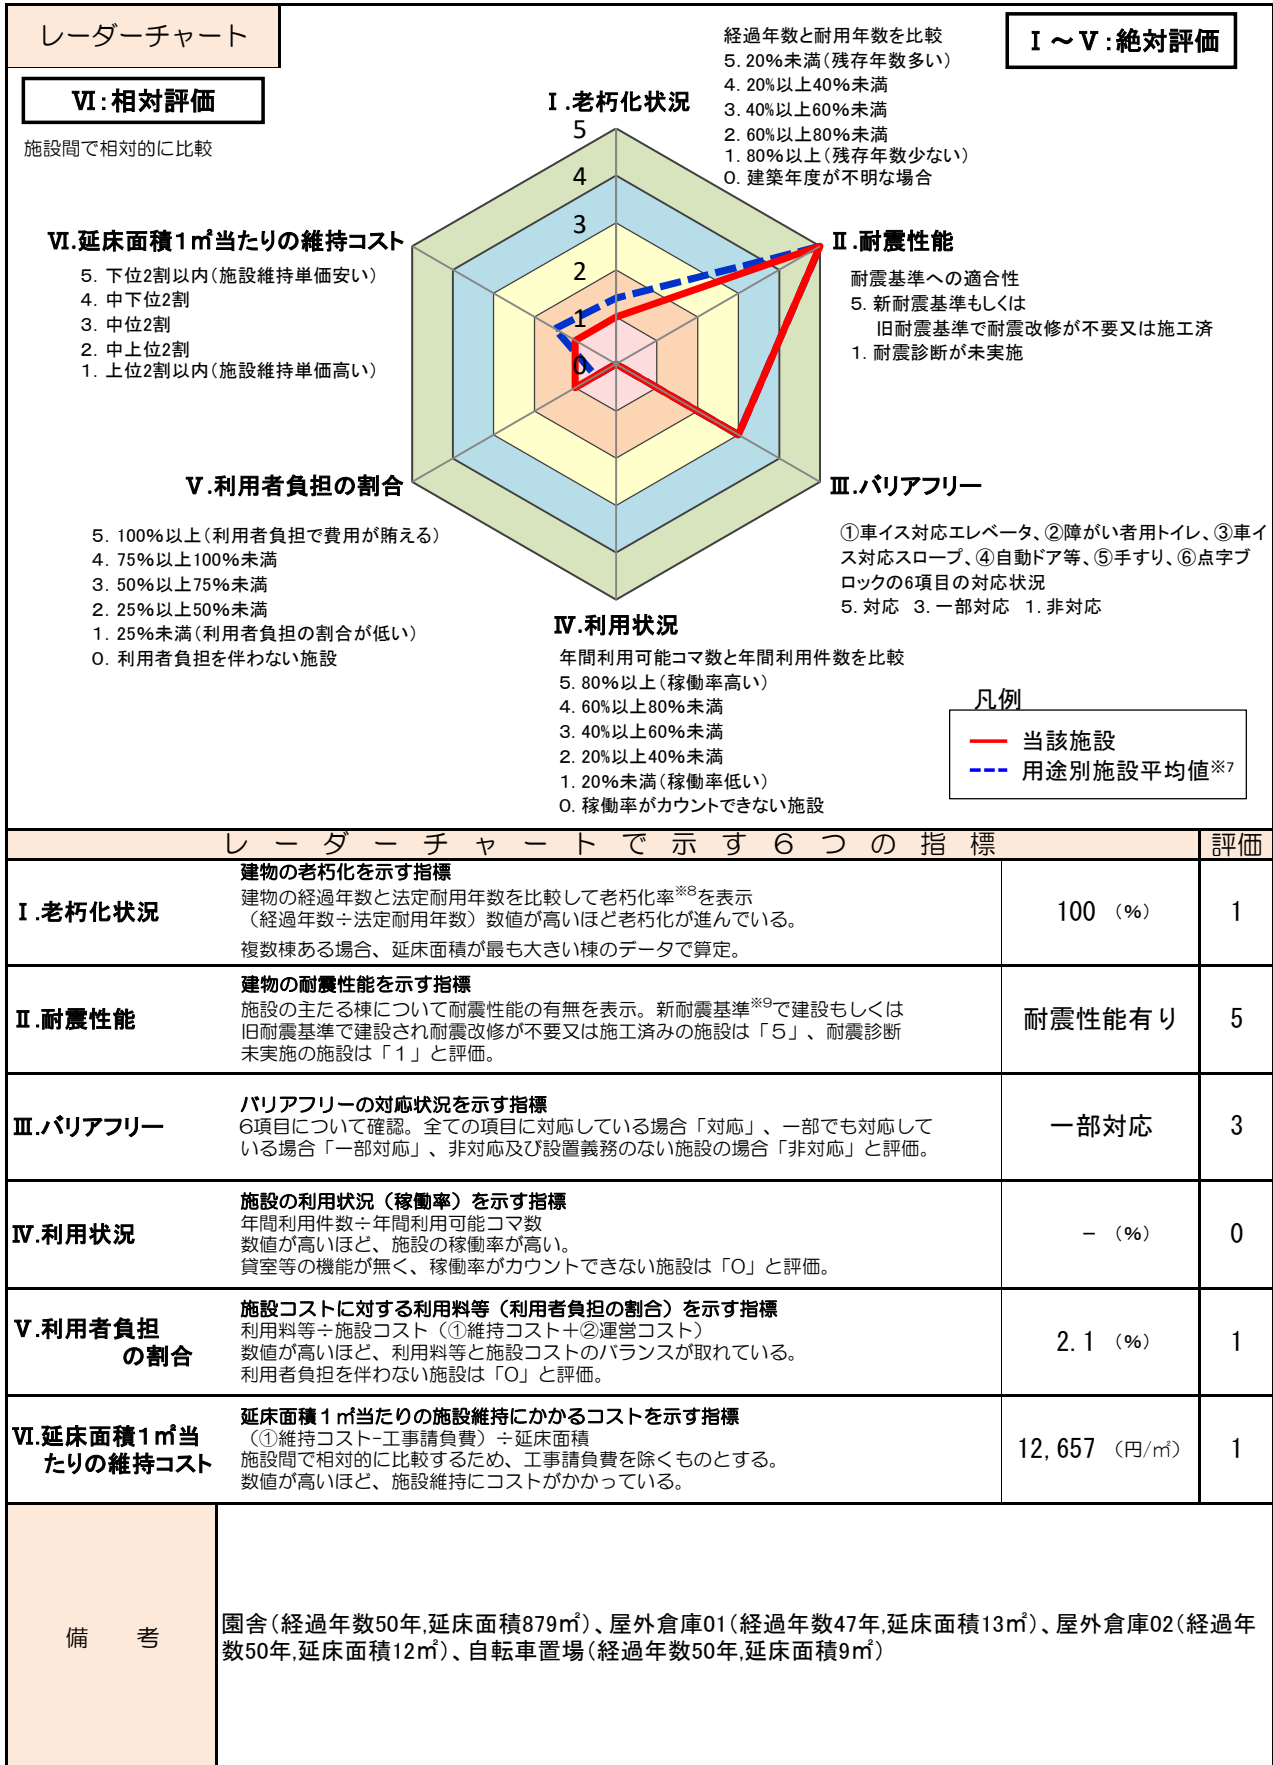 レーダーチャート
Ⅰ～Ⅴ:絶対評価
Ⅵ:相対評価
施設間で相対的に比較
経過年数と耐用年数を比較
5. 20%未満(残存年数多い)
4. 20%以上40%未満
3. 40%以上60%未満
2. 60%以上80%未満
1. 80%以上(残存年数少ない)
0. 建築年度が不明な場合
Ⅰ.老朽化状況
5
4
3
2
1
0
Ⅱ.耐震性能
耐震基準への適合性
5. 新耐震基準もしくは
旧耐震基準で耐震改修が不要又は施工済
1. 耐震診断が未実施
Ⅵ.延床面積1㎡当たりの維持コスト
5. 下位2割以内(施設維持単価安い)
4. 中下位2割
3. 中位2割
2. 中上位2割
1. 上位2割以内(施設維持単価高い)
Ⅴ.利用者負担の割合
5. 100%以上(利用者負担で費用が賄える)
4. 75%以上100%未満
3. 50%以上75%未満
2. 25%以上50%未満
1. 25%未満(利用者負担の割合が低い)
0. 利用者負担を伴わない施設
Ⅲ.バリアフリー
①車イス対応エレベータ、②障がい者用トイレ、③車イ
ス対応スロープ、④自動ドア等、⑤手すり、⑥点字ブ
ロックの6項目の対応状況
5. 対応 3. 一部対応 1. 非対応
Ⅳ.利用状況
年間利用可能コマ数と年間利用件数を比較
5. 80%以上(稼働率高い)
4. 60%以上80%未満
3. 40%以上60%未満
2. 20%以上40%未満
1. 20%未満(稼働率低い)
0. 稼働率がカウントできない施設
凡例
当該施設
用途別施設平均値※7
レーダーチャートで示す6つの指標 評価
Ⅰ.老朽化状況
建物の老朽化を示す指標
建物の経過年数と法定耐用年数を比較して老朽化率※8を表示
(経過年数÷法定耐用年数)数値が高いほど老朽化が進んでいる。
複数棟ある場合、延床面積が最も大きい棟のデータで算定。
100 (%) 1
Ⅱ.耐震性能
建物の耐震性能を示す指標
施設の主たる棟について耐震性能の有無を表示。新耐震基準※9で建設もしくは
旧耐震基準で建設され耐震改修が不要又は施工済みの施設は「5」、耐震診断
未実施の施設は「1」と評価。
耐震性能有り 5
Ⅲ.バリアフリー
バリアフリーの対応状況を示す指標
6項目について確認。全ての項目に対応している場合「対応」、一部でも対応して
いる場合「一部対応」、非対応及び設置義務のない施設の場合「非対応」と評価。
一部対応 3
Ⅳ.利用状況
施設の利用状況(稼働率)を示す指標
年間利用件数÷年間利用可能コマ数
数値が高いほど、施設の稼働率が高い。
貸室等の機能が無く、稼働率がカウントできない施設は「0」と評価。
－ (%) 0
Ⅴ.利用者負担
の割合
施設コストに対する利用料等(利用者負担の割合)を示す指標
利用料等÷施設コスト(①維持コスト+②運営コスト)
数値が高いほど、利用料等と施設コストのバランスが取れている。
利用者負担を伴わない施設は「0」と評価。
2.1 (%) 1
Ⅵ.延床面積1㎡当
たりの維持コスト
延床面積1㎡当たりの施設維持にかかるコストを示す指標
(①維持コスト-工事請負費)÷延床面積
施設間で相対的に比較するため、工事請負費を除くものとする。
数値が高いほど、施設維持にコストがかかっている。
12,657 (円/㎡) 1
備 考
園舎(経過年数50年,延床面積879㎡)、屋外倉庫01(経過年数47年,延床面積13㎡)、屋外倉庫02(経過年
数50年,延床面積12㎡)、自転車置場(経過年数50年,延床面積9㎡)